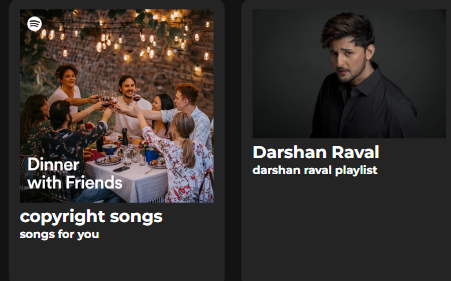 Dinner
with Friends
copyright songs
songs for you
Darshan Raval
darshan raval playlist